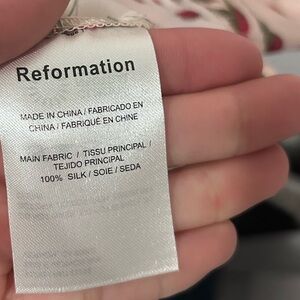 Reformation
MADE IN CHINA / FABRICADO EN
CHINA / FABRIQUÉ EN CHINE
MAIN FABRIC / TISSU PRINCIPAL /
TEJIDO PRINCIPAL
100% SILK / SOIE / SEDA